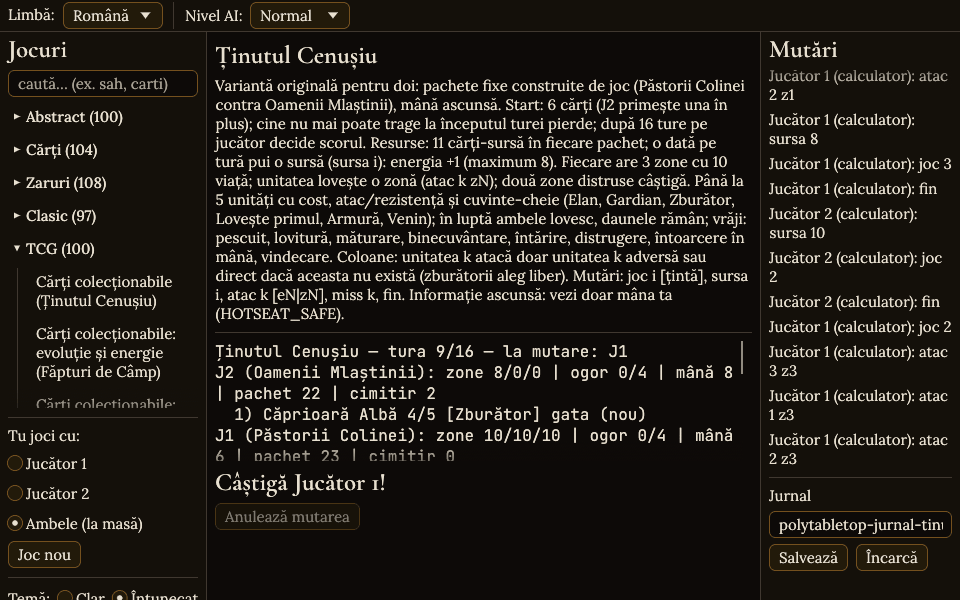 Limbă: Română ▼ Nivel AI: Normal ▼
Jocuri
caută... (ex. sah, carti)
▸ Abstract (100)
▸ Cărți (104)
▸ Zaruri (108)
▸ Clasic (97)
▾ TCG (100)
Cărți colecționabile
(Ținutul Cenușiu)
Cărți colecționabile:
evoluție și energie
(Făpturi de Câmp)
Cărți colecționabile:
Tu joci cu:
Jucător 1
Jucător 2
Ambele (la masă)
Joc nou
Temă: Clar Întunecat
Ținutul Cenușiu
Variantă originală pentru doi: pachete fixe construite de joc (Păstorii Colinei
contra Oamenii Mlaștinii), mână ascunsă. Start: 6 cărți (J2 primește una în
plus); cine nu mai poate trage la începutul turei pierde; după 16 ture pe
jucător decide scorul. Resurse: 11 cărți-sursă în fiecare pachet; o dată pe
tură pui o sursă (sursa i): energia +1 (maximum 8). Fiecare are 3 zone cu 10
viață; unitatea lovește o zonă (atac k zN); două zone distruse câștigă. Până la
5 unități cu cost, atac/rezistență și cuvinte-cheie (Elan, Gardian, Zburător,
Lovește primul, Armură, Venin); în luptă ambele lovesc, daunele rămân; vrăji:
pescuit, lovitură, măturare, binecuvântare, întărire, distrugere, întoarcere în
mână, vindecare. Coloane: unitatea k atacă doar unitatea k adversă sau
direct dacă aceasta nu există (zburătorii aleg liber). Mutări: joc i [țintă], sursa
i, atac k [eN|zN], miss k, fin. Informație ascunsă: vezi doar mâna ta
(HOTSEAT_SAFE).
Ținutul Cenușiu — tura 9/16 — la mutare: J1
J2 (Oamenii Mlaștinii): zone 8/0/0 | ogor 0/4 | mână 8
| pachet 22 | cimitir 2
1) Căprioară Albă 4/5 [Zburător] gata (nou)
J1 (Păstorii Colinei): zone 10/10/10 | ogor 0/4 | mână
6 | pachet 23 | cimitir 0
Câștigă Jucător 1!
Anulează mutarea
Mutări
Jucător 1 (calculator): atac
2 z1
Jucător 1 (calculator):
sursa 8
Jucător 1 (calculator): joc 3
Jucător 1 (calculator): fin
Jucător 2 (calculator):
sursa 10
Jucător 2 (calculator): joc
2
Jucător 2 (calculator): fin
Jucător 1 (calculator): joc 2
Jucător 1 (calculator): atac
3 z3
Jucător 1 (calculator): atac
1 z3
Jucător 1 (calculator): atac
2 z3
Jurnal
polytabletop-jurnal-tinu
Salvează Încarcă